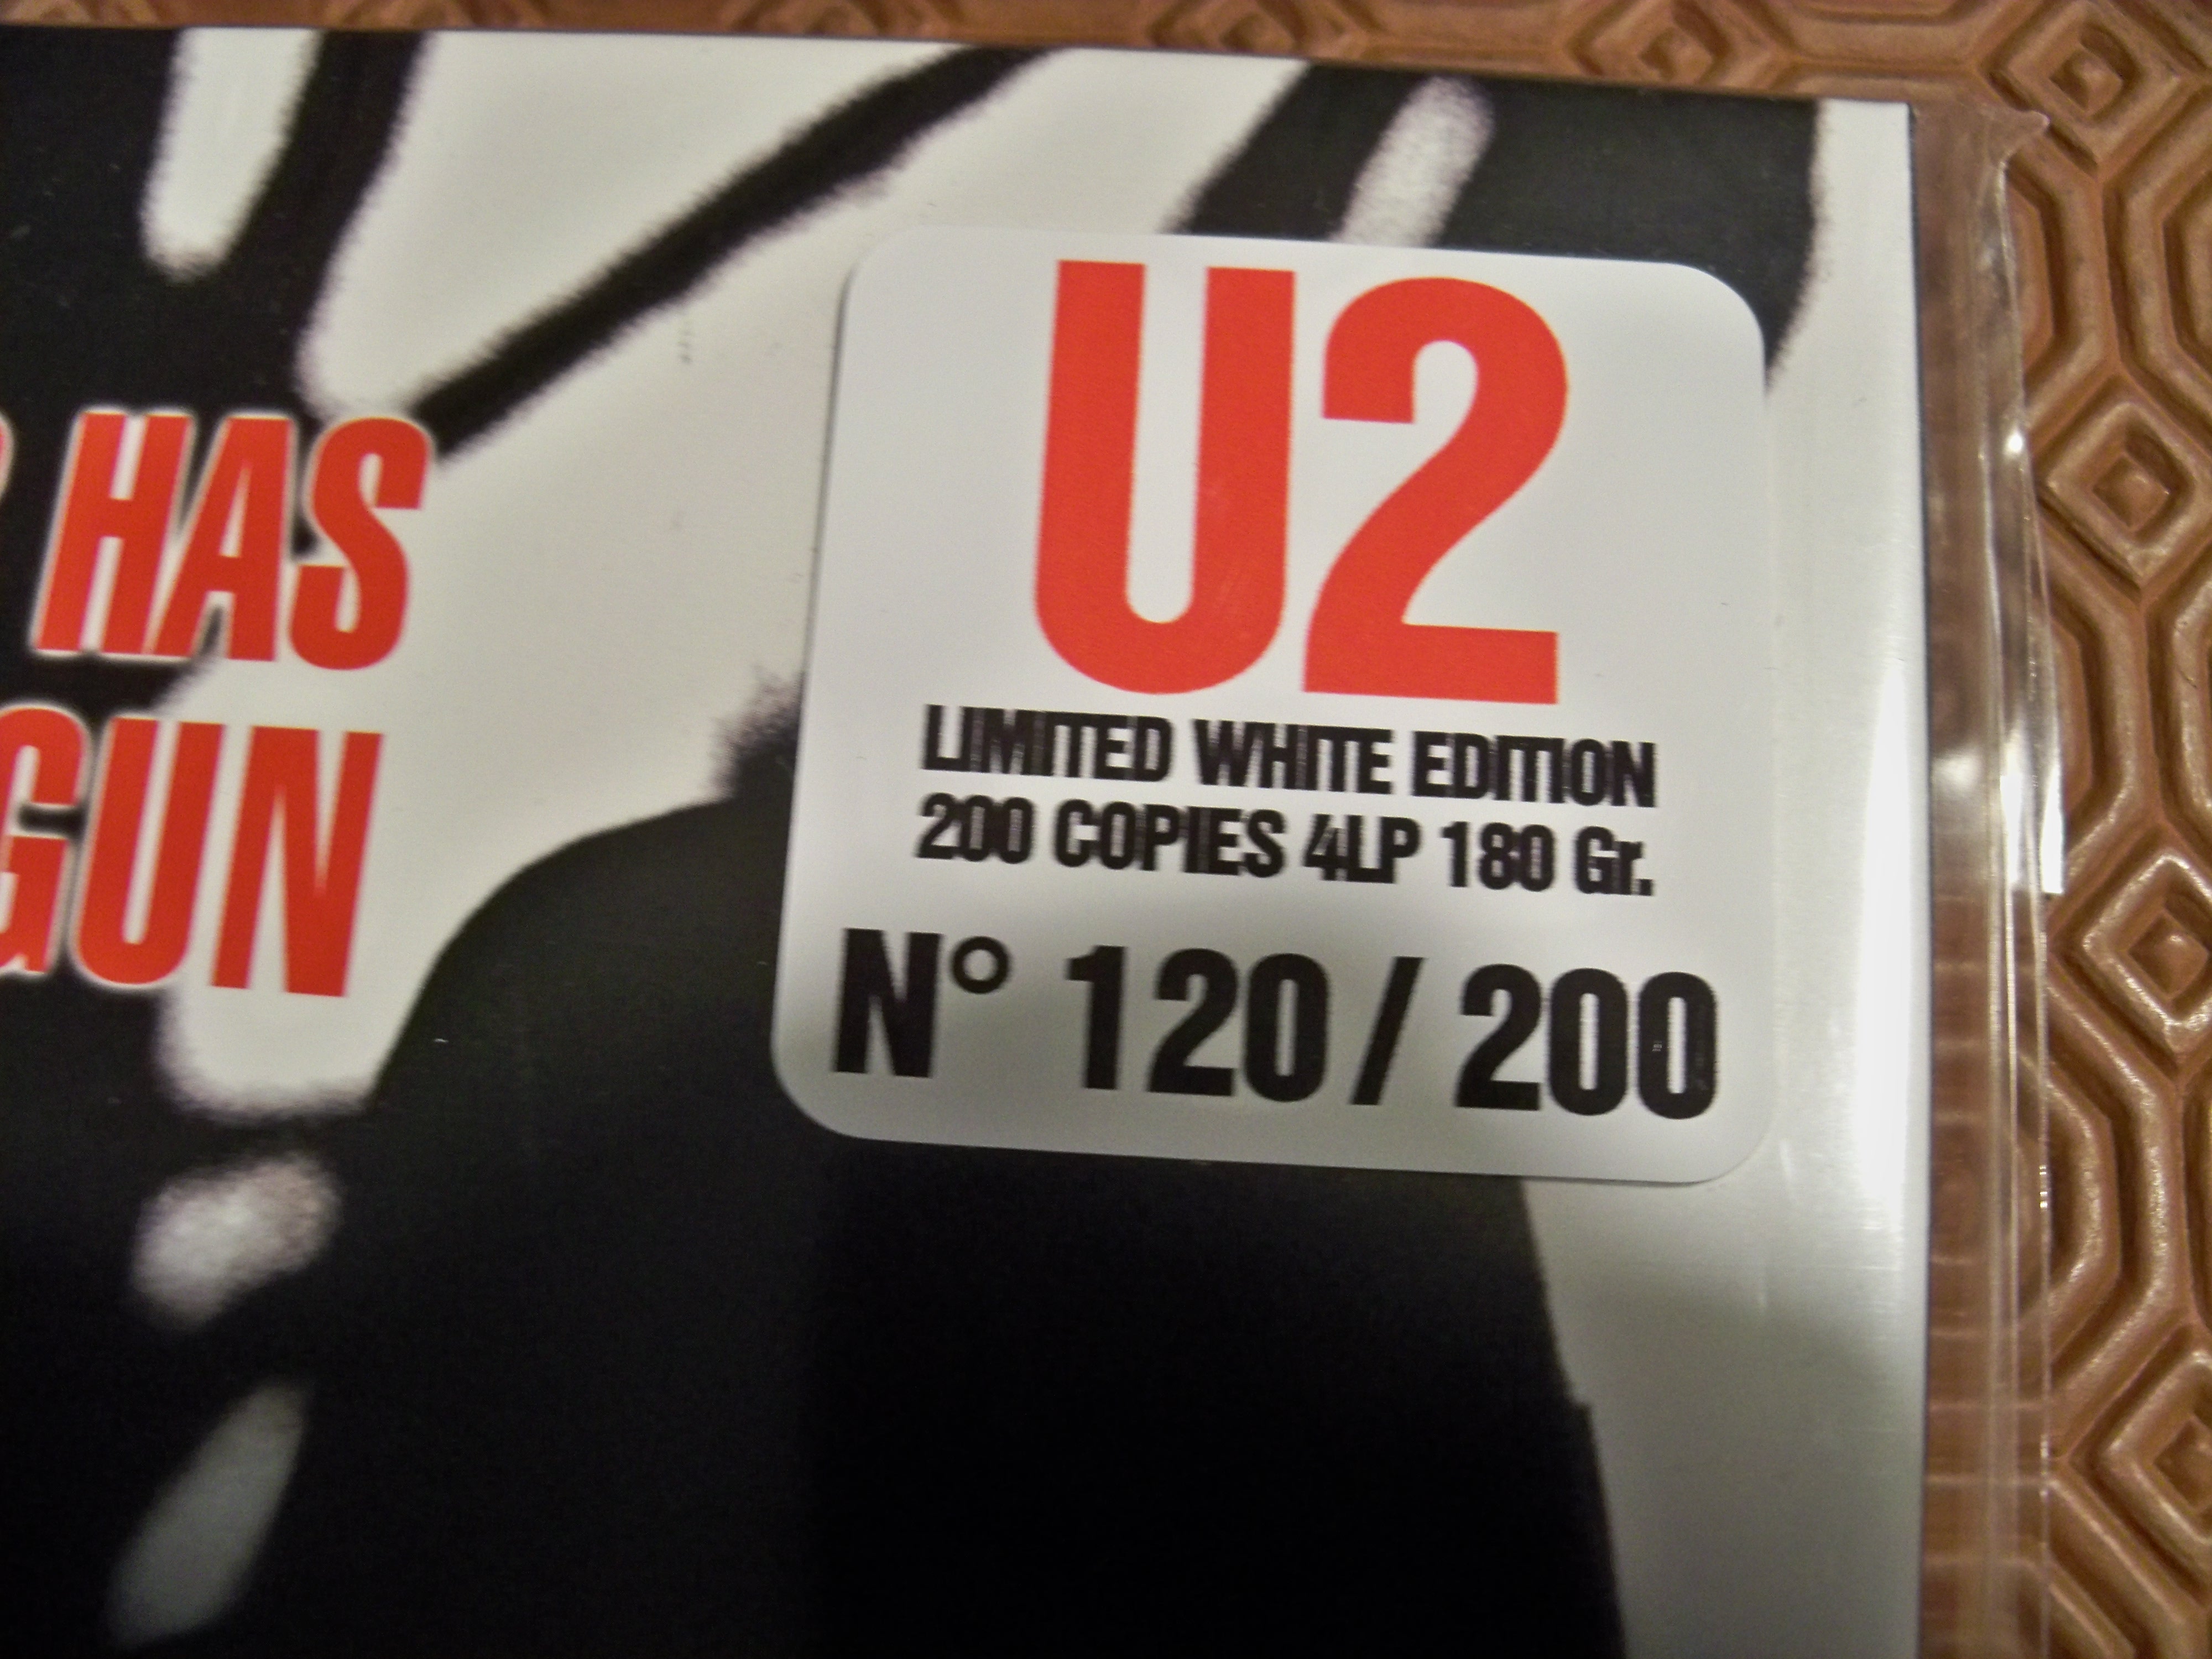 HAS
GUN
U2
LIMITED WHITE EDITION
200 COPIES 4LP 180 Gr.
N° 120 / 200